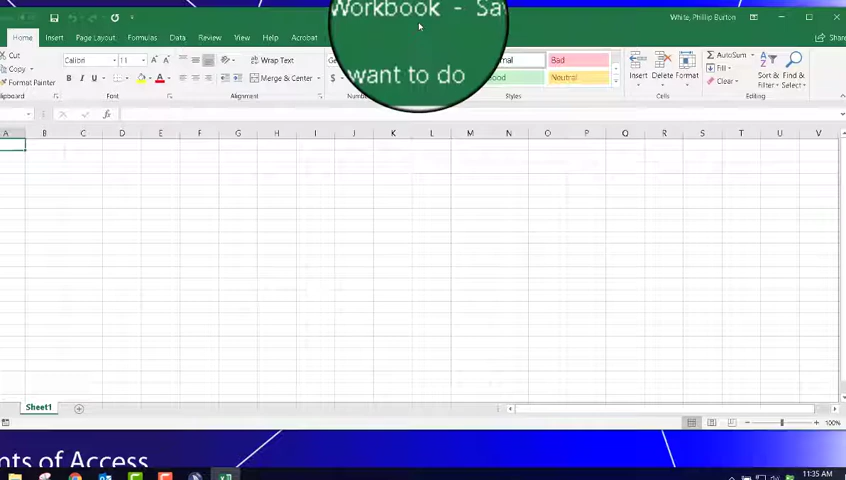 Workbook - Sa
White, Phillip Burton
want to do
Home Insert Page Layout Formulas Data Review View Help Acrobat
Share
Cut
Copy
Format Painter
Calibri 11
Wrap Text
Merge & Center
Bad
Neutral
Insert Delete Format
AutoSum
Fill
Clear
Sort & Filter
Find & Select
Clipboard Font Alignment Styles Cells Editing
A B C D E F G H I J K L M N O P Q R S T U V
Sheet1
100%
nts of Access
11:35 AM